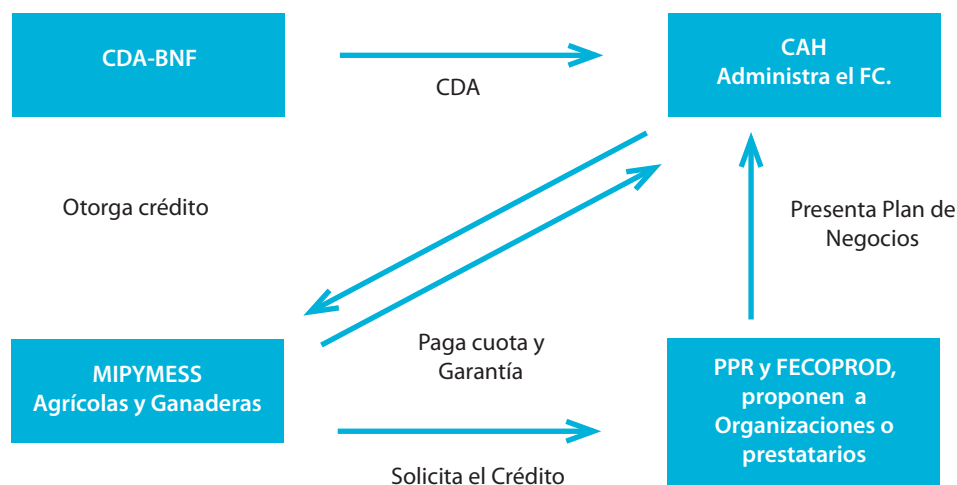 CDA-BNF
CDA
CAH
Administra el FC.
Otorga crédito
Presenta Plan de
Negocios
MIPYMESS
Agrícolas y Ganaderas
Paga cuota y
Garantía
PPR y FECOPROD,
proponen a
Organizaciones o
prestatarios
Solicita el Crédito